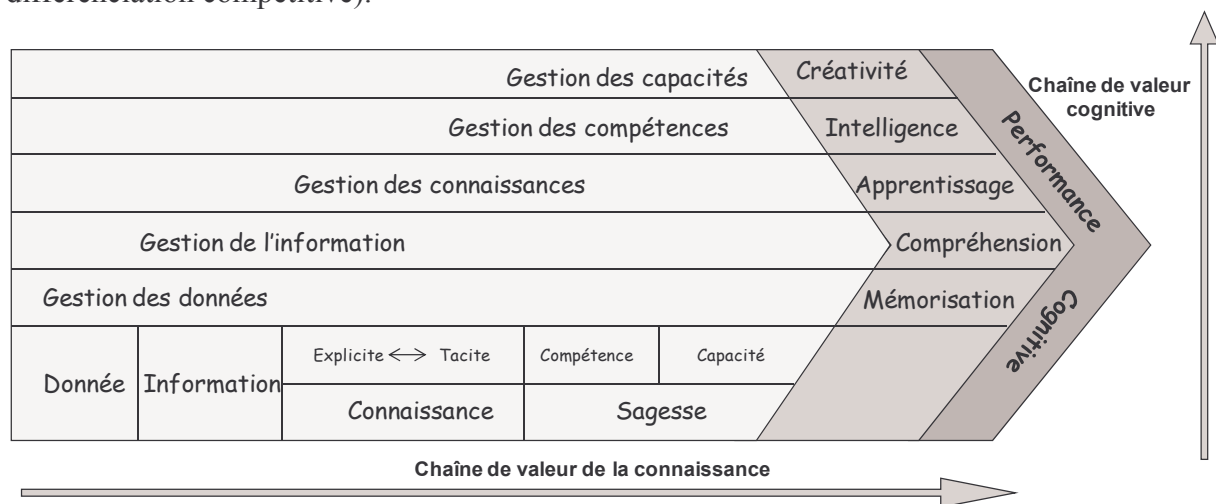 différenciation compétitive).
Gestion des capacités
Créativité
Chaîne de valeur
cognitive
Gestion des compétences
Intelligence
Performance
Gestion des connaissances
Apprentissage
Gestion de l'information
Compréhension
Gestion des données
Mémorisation
Cognitive
Donnée
Information
Explicite ↔ Tacite
Compétence
Capacité
Connaissance
Sagesse
Chaîne de valeur de la connaissance